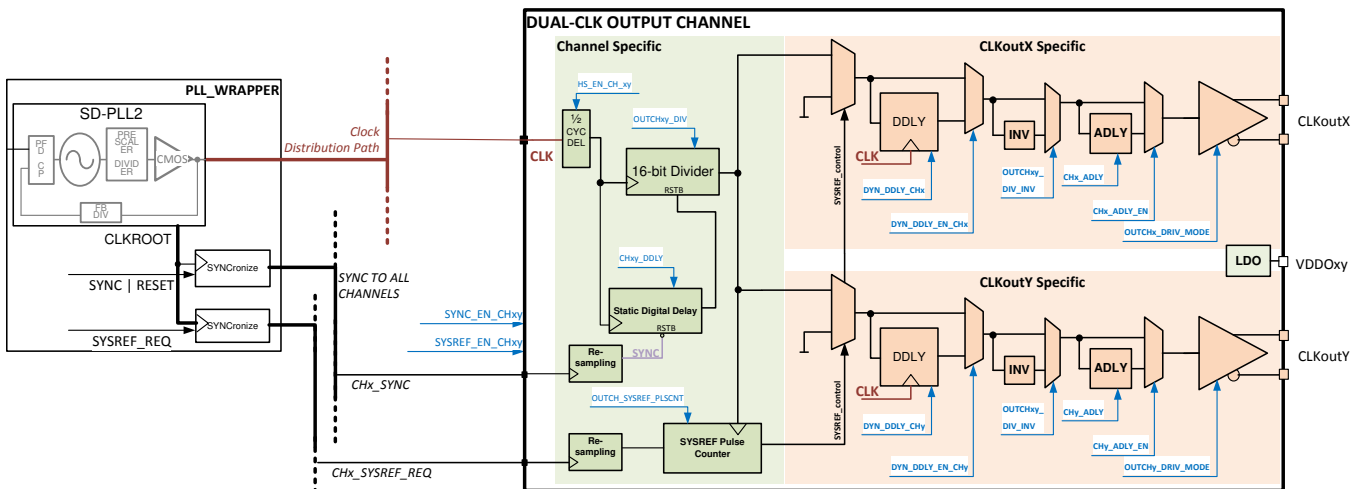 DUAL-CLK OUTPUT CHANNEL
Channel Specific
CLKoutX Specific
PLL_WRAPPER
SD-PLL2
PF
D
C
P
PRE
SCAL
ER
DIVID
ER
CMOS
FB
DIV
CLKROOT
SYNCronize
SYNC | RESET
SYNCronize
SYSREF_REQ
Clock
Distribution Path
SYNC TO ALL
CHANNELS
CHx_SYNC
CHx_SYSREF_REQ
SYNC_EN_CHxy
SYSREF_EN_CHxy
CLK
HS_EN_CH_xy
½
CYC
DEL
OUTCHxy_DIV
16-bit Divider
RSTB
CHxy_DDLY
Static Digital Delay
RSTB
Re-
sampling
SYNC
OUTCH_SYSREF_PLSCNT
Re-
sampling
SYSREF Pulse
Counter
SYSREF_control
SYSREF_control
DDLY
CLK
DYN_DDLY_CHx
DYN_DDLY_EN_CHx
INV
OUTCHxy_
DIV_INV
ADLY
CHx_ADLY
CHx_ADLY_EN
OUTCHx_DRIV_MODE
CLKoutX
LDO
VDDOxy
CLKoutY Specific
DDLY
CLK
DYN_DDLY_CHy
DYN_DDLY_EN_CHy
INV
OUTCHxy_
DIV_INV
ADLY
CHy_ADLY
CHy_ADLY_EN
OUTCHy_DRIV_MODE
CLKoutY